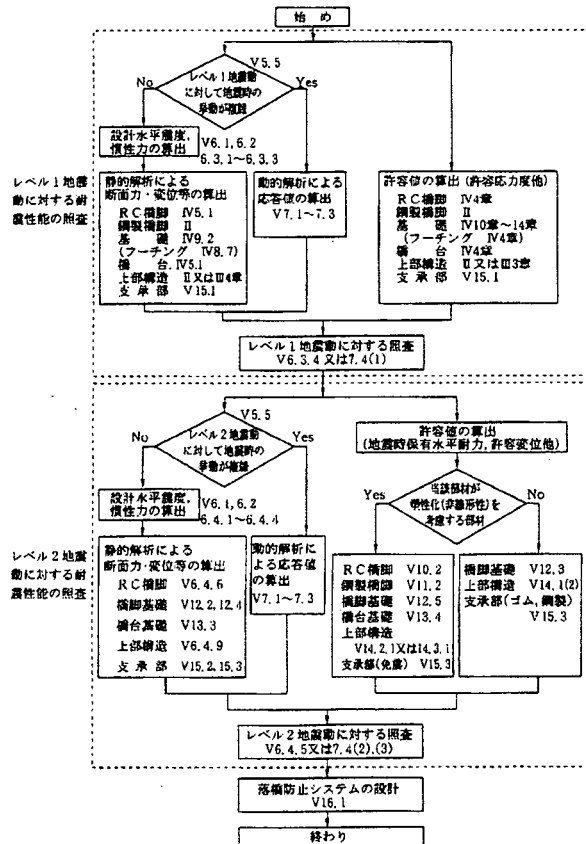 始め
V5.5
No
レベル1地震動
に対して地震時の
挙動が複雑
Yes
設計水平震度,
慣性力の算出
V6.1, 6.2
6.3.1～6.3.3
レベル1地震
動に対する耐
震性能の照査
静的解析による
断面力・変位等の算出
RC橋脚 Ⅳ5.1
鋼製橋脚 Ⅱ
基礎 Ⅳ9.2
(フーチング Ⅳ8.7)
橋台 Ⅳ5.1
上部構造 Ⅱ又はⅢ4章
支承部 V15.1
動的解析による
応答値の算出
V7.1～7.3
許容値の算出(許容応力度他)
RC橋脚 Ⅳ4章
鋼製橋脚 Ⅱ
基礎 Ⅳ10章～14章
(フーチング Ⅳ4章)
橋台 Ⅳ4章
上部構造 Ⅱ又はⅢ3章
支承部 V15.1
レベル1地震動に対する照査
V6.3.4又は7.4(1)
V5.5
No
レベル2地震動
に対して地震時の
挙動が複雑
Yes
設計水平震度,
慣性力の算出
V6.1, 6.2
6.4.1～6.4.4
レベル2地震
動に対する耐
震性能の照査
静的解析による
断面力・変位等の算出
RC橋脚 V6.4.6
橋脚基礎 V12.2,12.4
橋台基礎 V13.3
上部構造 V6.4.9
支承部 V15.2,15.3
動的解析によ
る応答値
の算出
V7.1～7.3
許容値の算出
(地震時保有水平耐力,許容変位他)
Yes
当該部材が
塑性化(非線形性)を
考慮する部材
No
RC橋脚 V10.2
鋼製橋脚 V11.2
橋脚基礎 V12.5
橋台基礎 V13.4
上部構造
V14.2.1又は14.3.1
支承部(免震) V15.3
橋脚基礎 V12.3
上部構造 V14.1(2)
支承部(ゴム,鋼製)
V15.3
レベル2地震動に対する照査
V6.4.5又は7.4(2),(3)
落橋防止システムの設計
V16.1
終わり